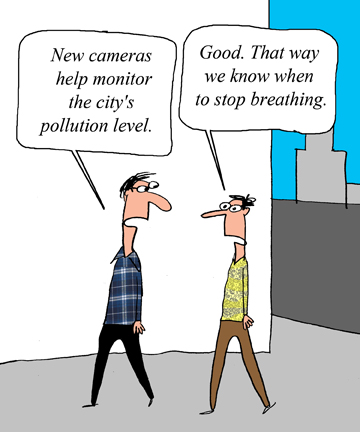 New cameras
help monitor
the city's
pollution level.
Good. That way
we know when
to stop breathing.